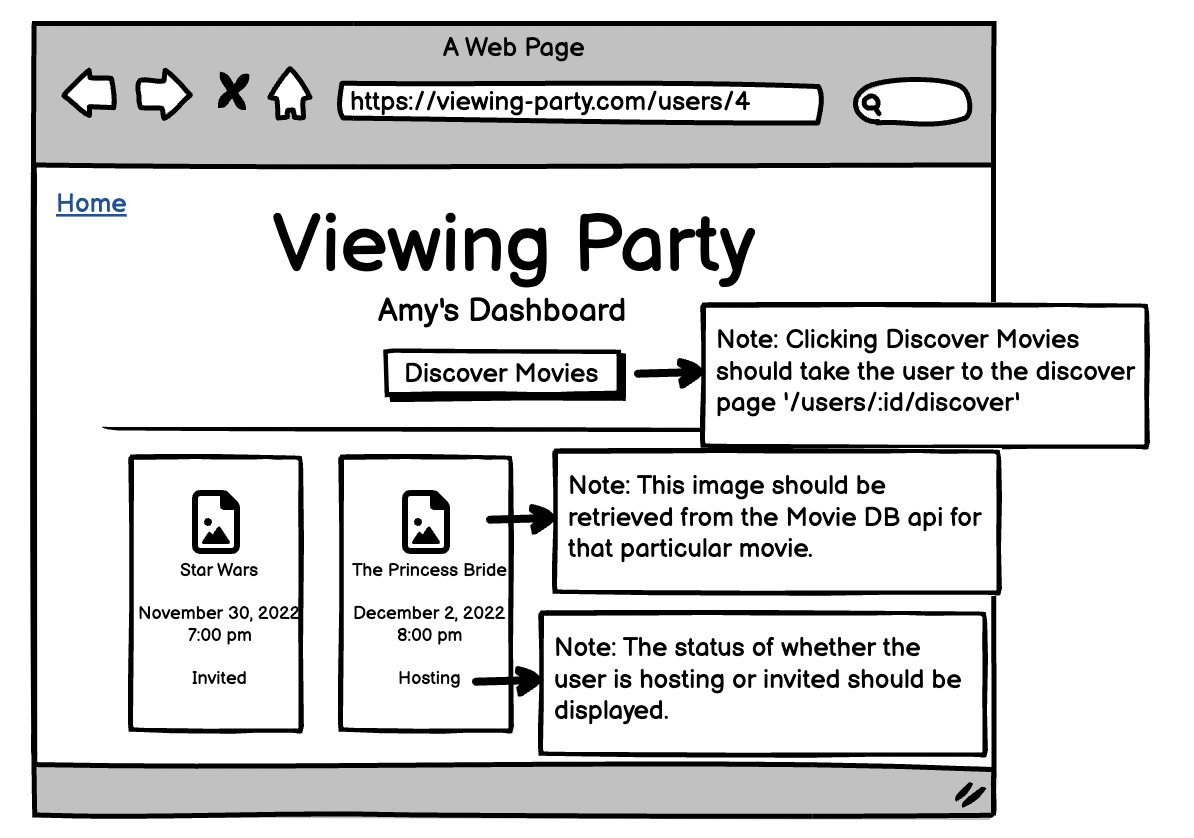 A Web Page
https://viewing-party.com/users/4
Home
Viewing Party
Amy's Dashboard
Discover Movies
Note: Clicking Discover Movies
should take the user to the discover
page '/users/:id/discover'
Star Wars
November 30, 2022
7:00 pm
Invited
The Princess Bride
December 2, 2022
8:00 pm
Hosting
Note: This image should be
retrieved from the Movie DB api for
that particular movie.
Note: The status of whether the
user is hosting or invited should be
displayed.